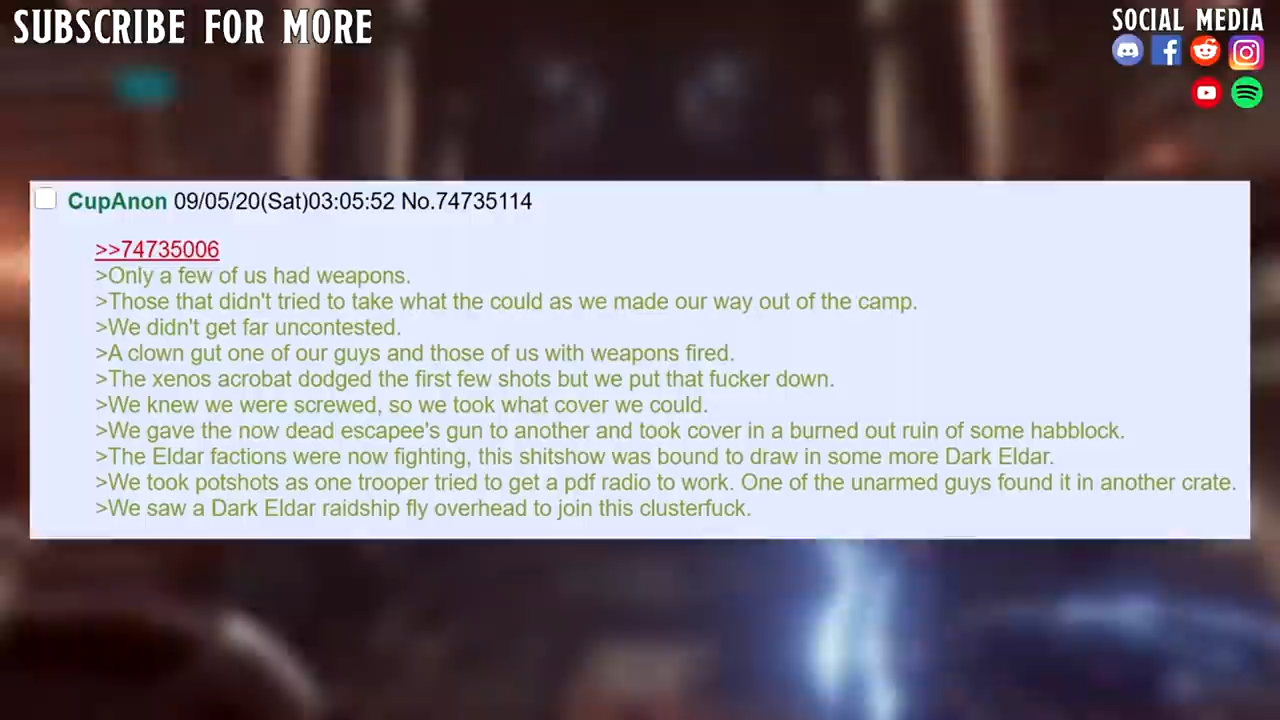 SUBSCRIBE FOR MORE
SOCIAL MEDIA
CupAnon 09/05/20(Sat)03:05:52 No.74735114
>>74735006
>Only a few of us had weapons.
>Those that didn't tried to take what the could as we made our way out of the camp.
>We didn't get far uncontested.
>A clown gut one of our guys and those of us with weapons fired.
>The xenos acrobat dodged the first few shots but we put that fucker down.
>We knew we were screwed, so we took what cover we could.
>We gave the now dead escapee's gun to another and took cover in a burned out ruin of some habblock.
>The Eldar factions were now fighting, this shitshow was bound to draw in some more Dark Eldar.
>We took potshots as one trooper tried to get a pdf radio to work. One of the unarmed guys found it in another crate.
>We saw a Dark Eldar raidship fly overhead to join this clusterfuck.